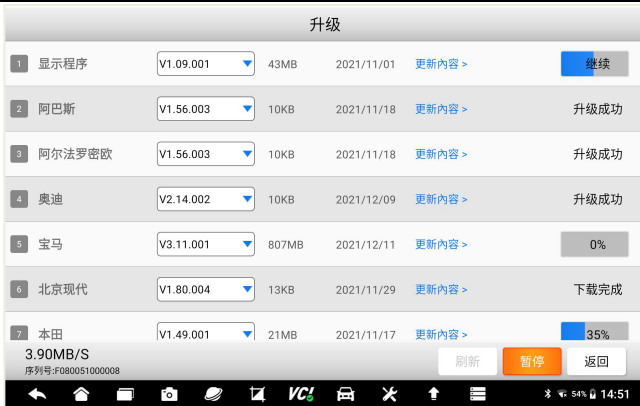 升级
1 显示程序 V1.09.001 43MB 2021/11/01 更新内容 > 继续
2 阿巴斯 V1.56.003 10KB 2021/11/18 更新内容 > 升级成功
3 阿尔法罗密欧 V1.56.003 10KB 2021/11/18 更新内容 > 升级成功
4 奥迪 V2.14.002 10KB 2021/12/09 更新内容 > 升级成功
5 宝马 V3.11.001 807MB 2021/12/11 更新内容 > 0%
6 北京现代 V1.80.004 13KB 2021/11/29 更新内容 > 下载完成
7 本田 V1.49.001 21MB 2021/11/17 更新内容 > 35%
3.90MB/S
序列号:F080051000008
刷新 暂停 返回
VCI 54% 14:51